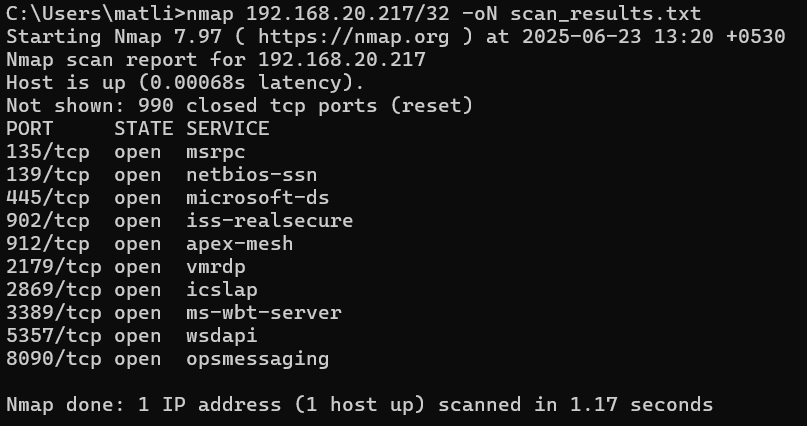 C:\Users\matli>nmap 192.168.20.217/32 -oN scan_results.txt
Starting Nmap 7.97 ( https://nmap.org ) at 2025-06-23 13:20 +0530
Nmap scan report for 192.168.20.217
Host is up (0.00068s latency).
Not shown: 990 closed tcp ports (reset)
PORT     STATE SERVICE
135/tcp  open  msrpc
139/tcp  open  netbios-ssn
445/tcp  open  microsoft-ds
902/tcp  open  iss-realsecure
912/tcp  open  apex-mesh
2179/tcp open  vmrdp
2869/tcp open  icslap
3389/tcp open  ms-wbt-server
5357/tcp open  wsdapi
8090/tcp open  opsmessaging

Nmap done: 1 IP address (1 host up) scanned in 1.17 seconds